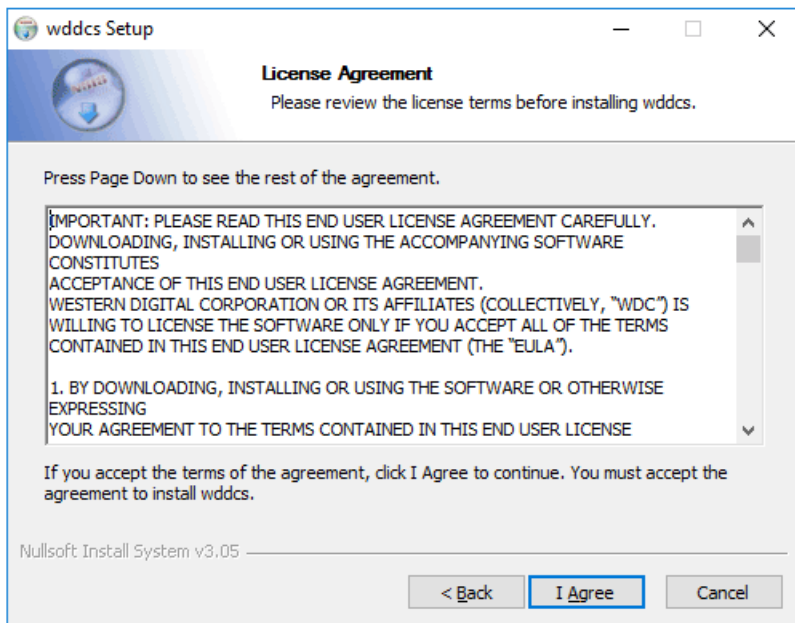 wddcs Setup
License Agreement
Please review the license terms before installing wddcs.
Press Page Down to see the rest of the agreement.
IMPORTANT: PLEASE READ THIS END USER LICENSE AGREEMENT CAREFULLY.
DOWNLOADING, INSTALLING OR USING THE ACCOMPANYING SOFTWARE
CONSTITUTES
ACCEPTANCE OF THIS END USER LICENSE AGREEMENT.
WESTERN DIGITAL CORPORATION OR ITS AFFILIATES (COLLECTIVELY, “WDC”) IS
WILLING TO LICENSE THE SOFTWARE ONLY IF YOU ACCEPT ALL OF THE TERMS
CONTAINED IN THIS END USER LICENSE AGREEMENT (THE “EULA”).
1. BY DOWNLOADING, INSTALLING OR USING THE SOFTWARE OR OTHERWISE
EXPRESSING
YOUR AGREEMENT TO THE TERMS CONTAINED IN THIS END USER LICENSE
If you accept the terms of the agreement, click I Agree to continue. You must accept the
agreement to install wddcs.
Nullsoft Install System v3.05
< Back
I Agree
Cancel